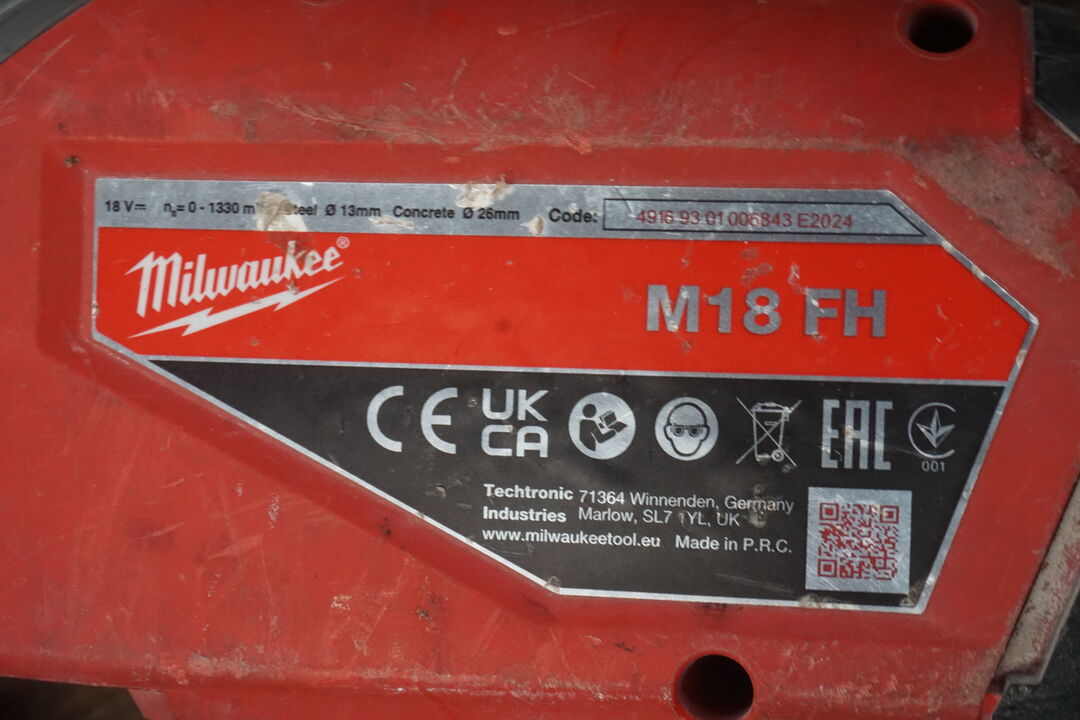 18 V⎓ n₀= 0 - 1330 m Steel Ø 13mm Concrete Ø 26mm Code: 4916 93 01 006843 E2024
Milwaukee®
M18 FH
CE UK CA EAC 001
Techtronic 71364 Winnenden, Germany
Industries Marlow, SL7 1YL, UK
www.milwaukeetool.eu Made in P.R.C.